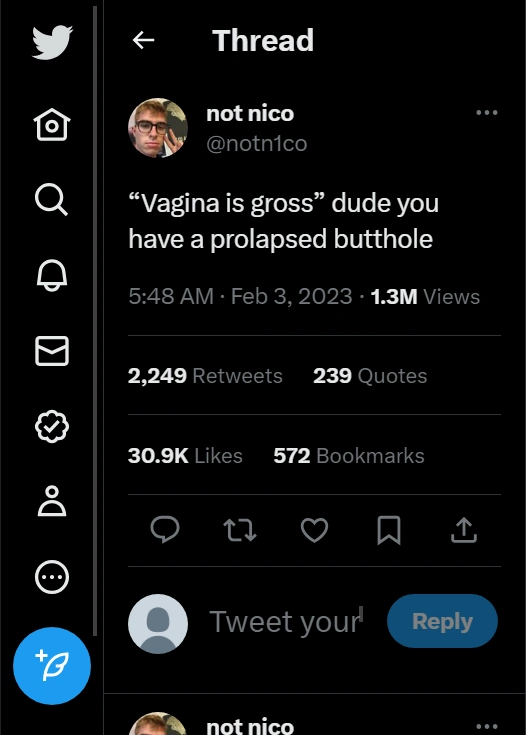 Thread
not nico
@notn1co
“Vagina is gross” dude you
have a prolapsed butthole
5:48 AM · Feb 3, 2023 · 1.3M Views
2,249 Retweets 239 Quotes
30.9K Likes 572 Bookmarks
Tweet your
Reply
not nico